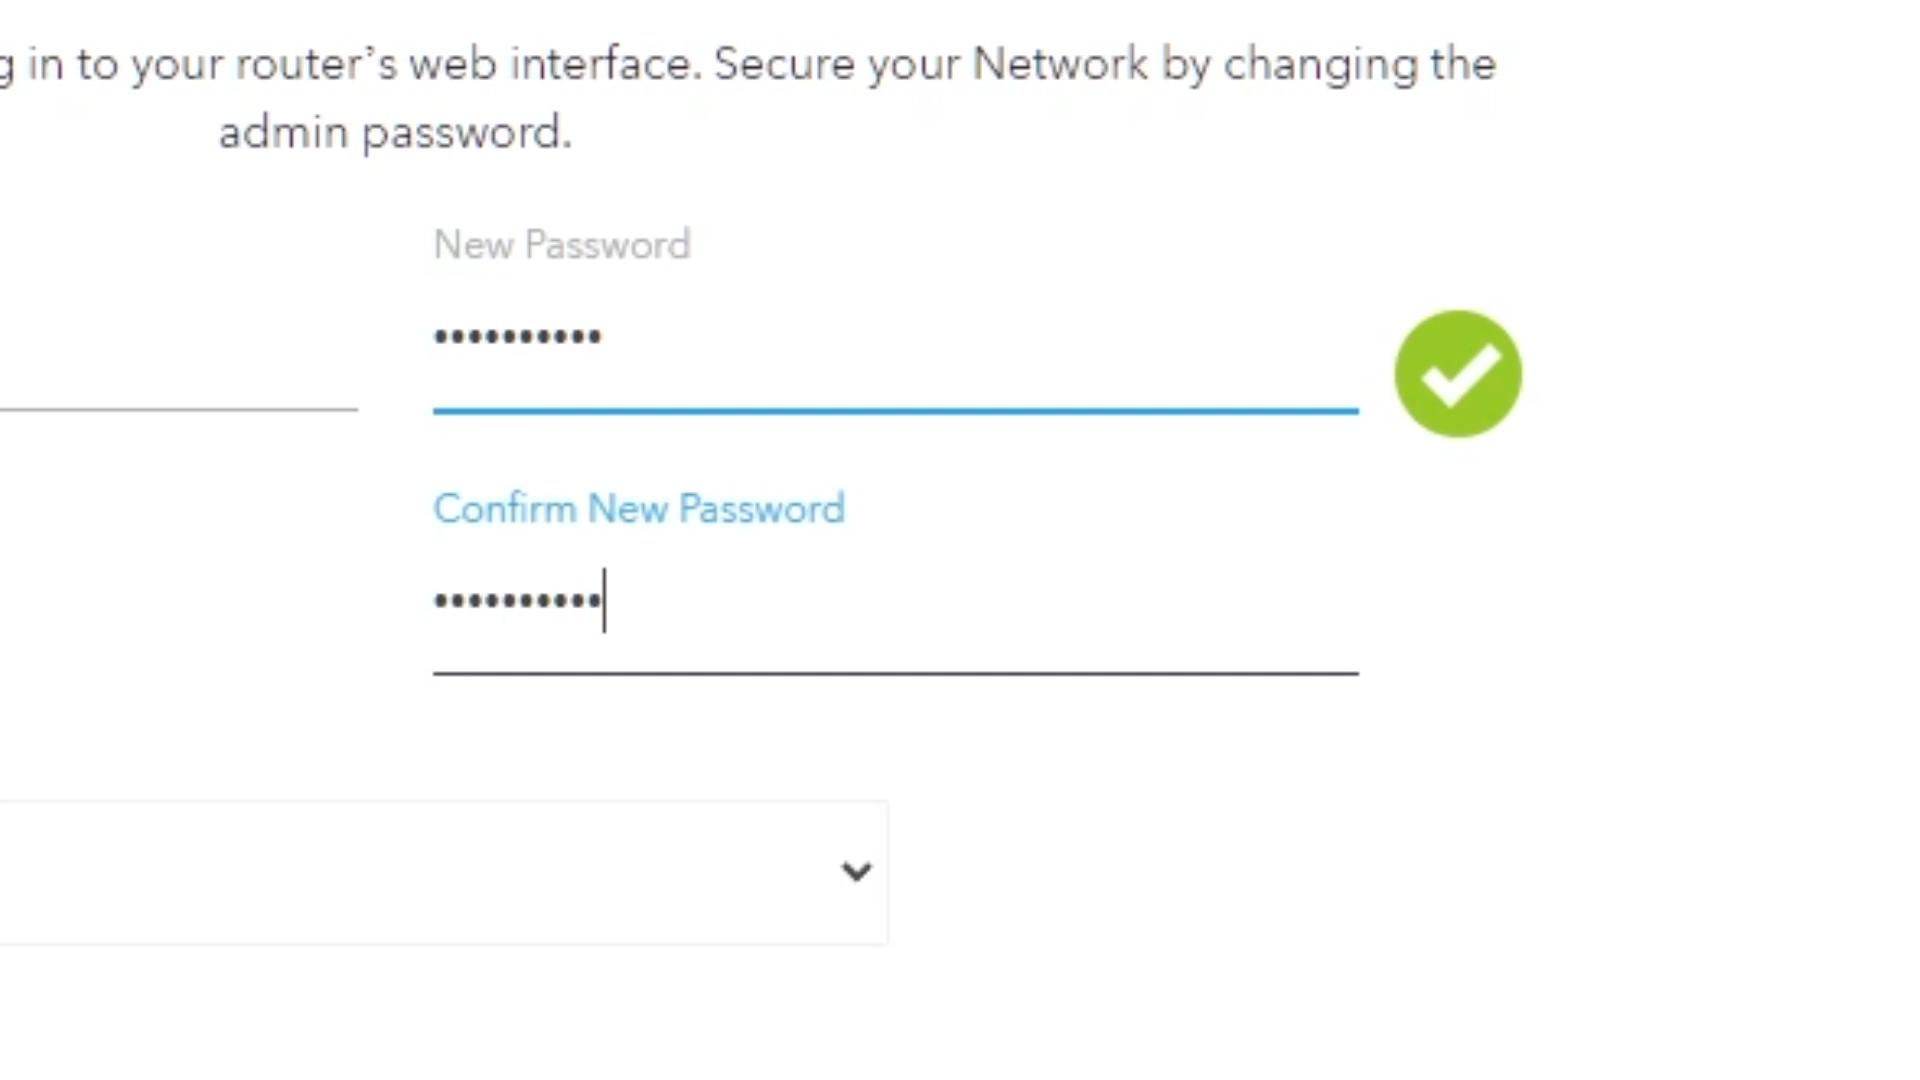 g in to your router's web interface. Secure your Network by changing the
admin password.
New Password
••••••••••
Confirm New Password
••••••••••